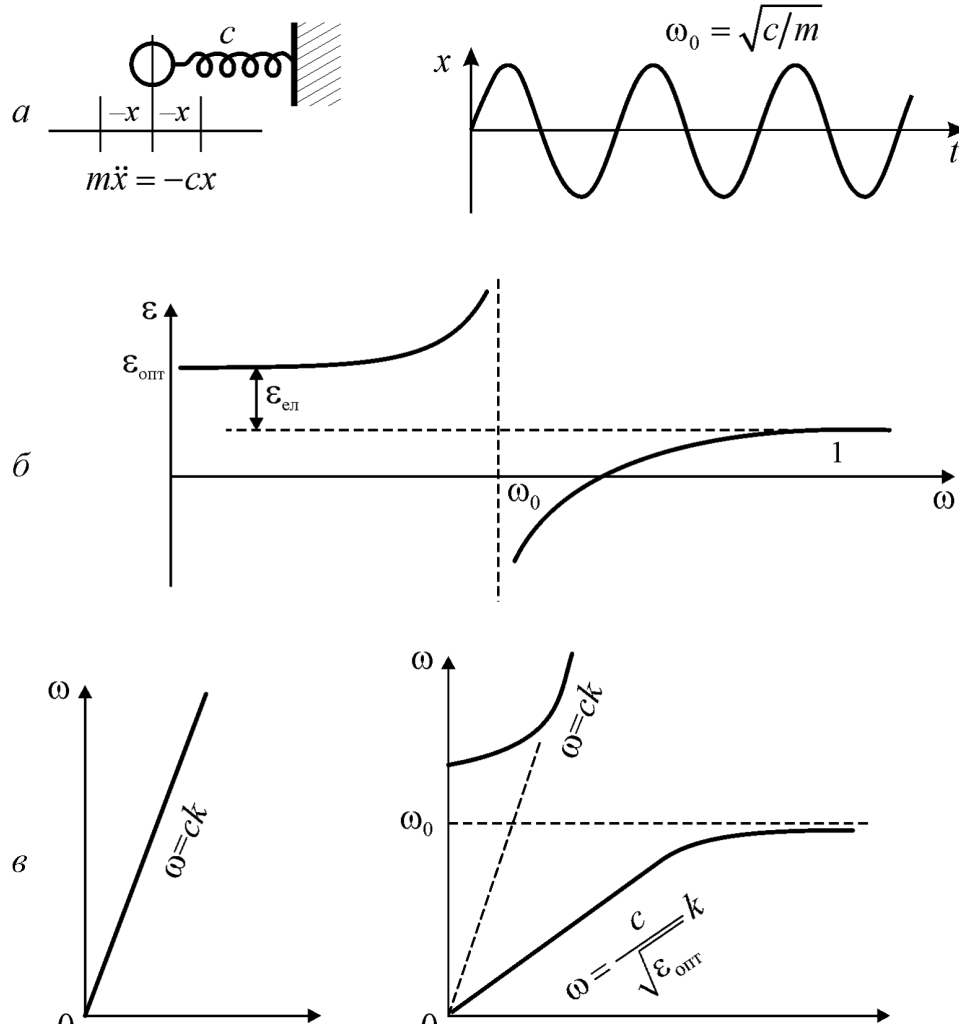 c
ω₀ = √c/m
x
а
–x –x
t
mẍ = –cx
ε
ε_опт
ε_ел
1
б
ω₀
ω
ω
ω
ω=ck
ω₀
ω=ck
в
ω= c/√ε_опт k
0
0